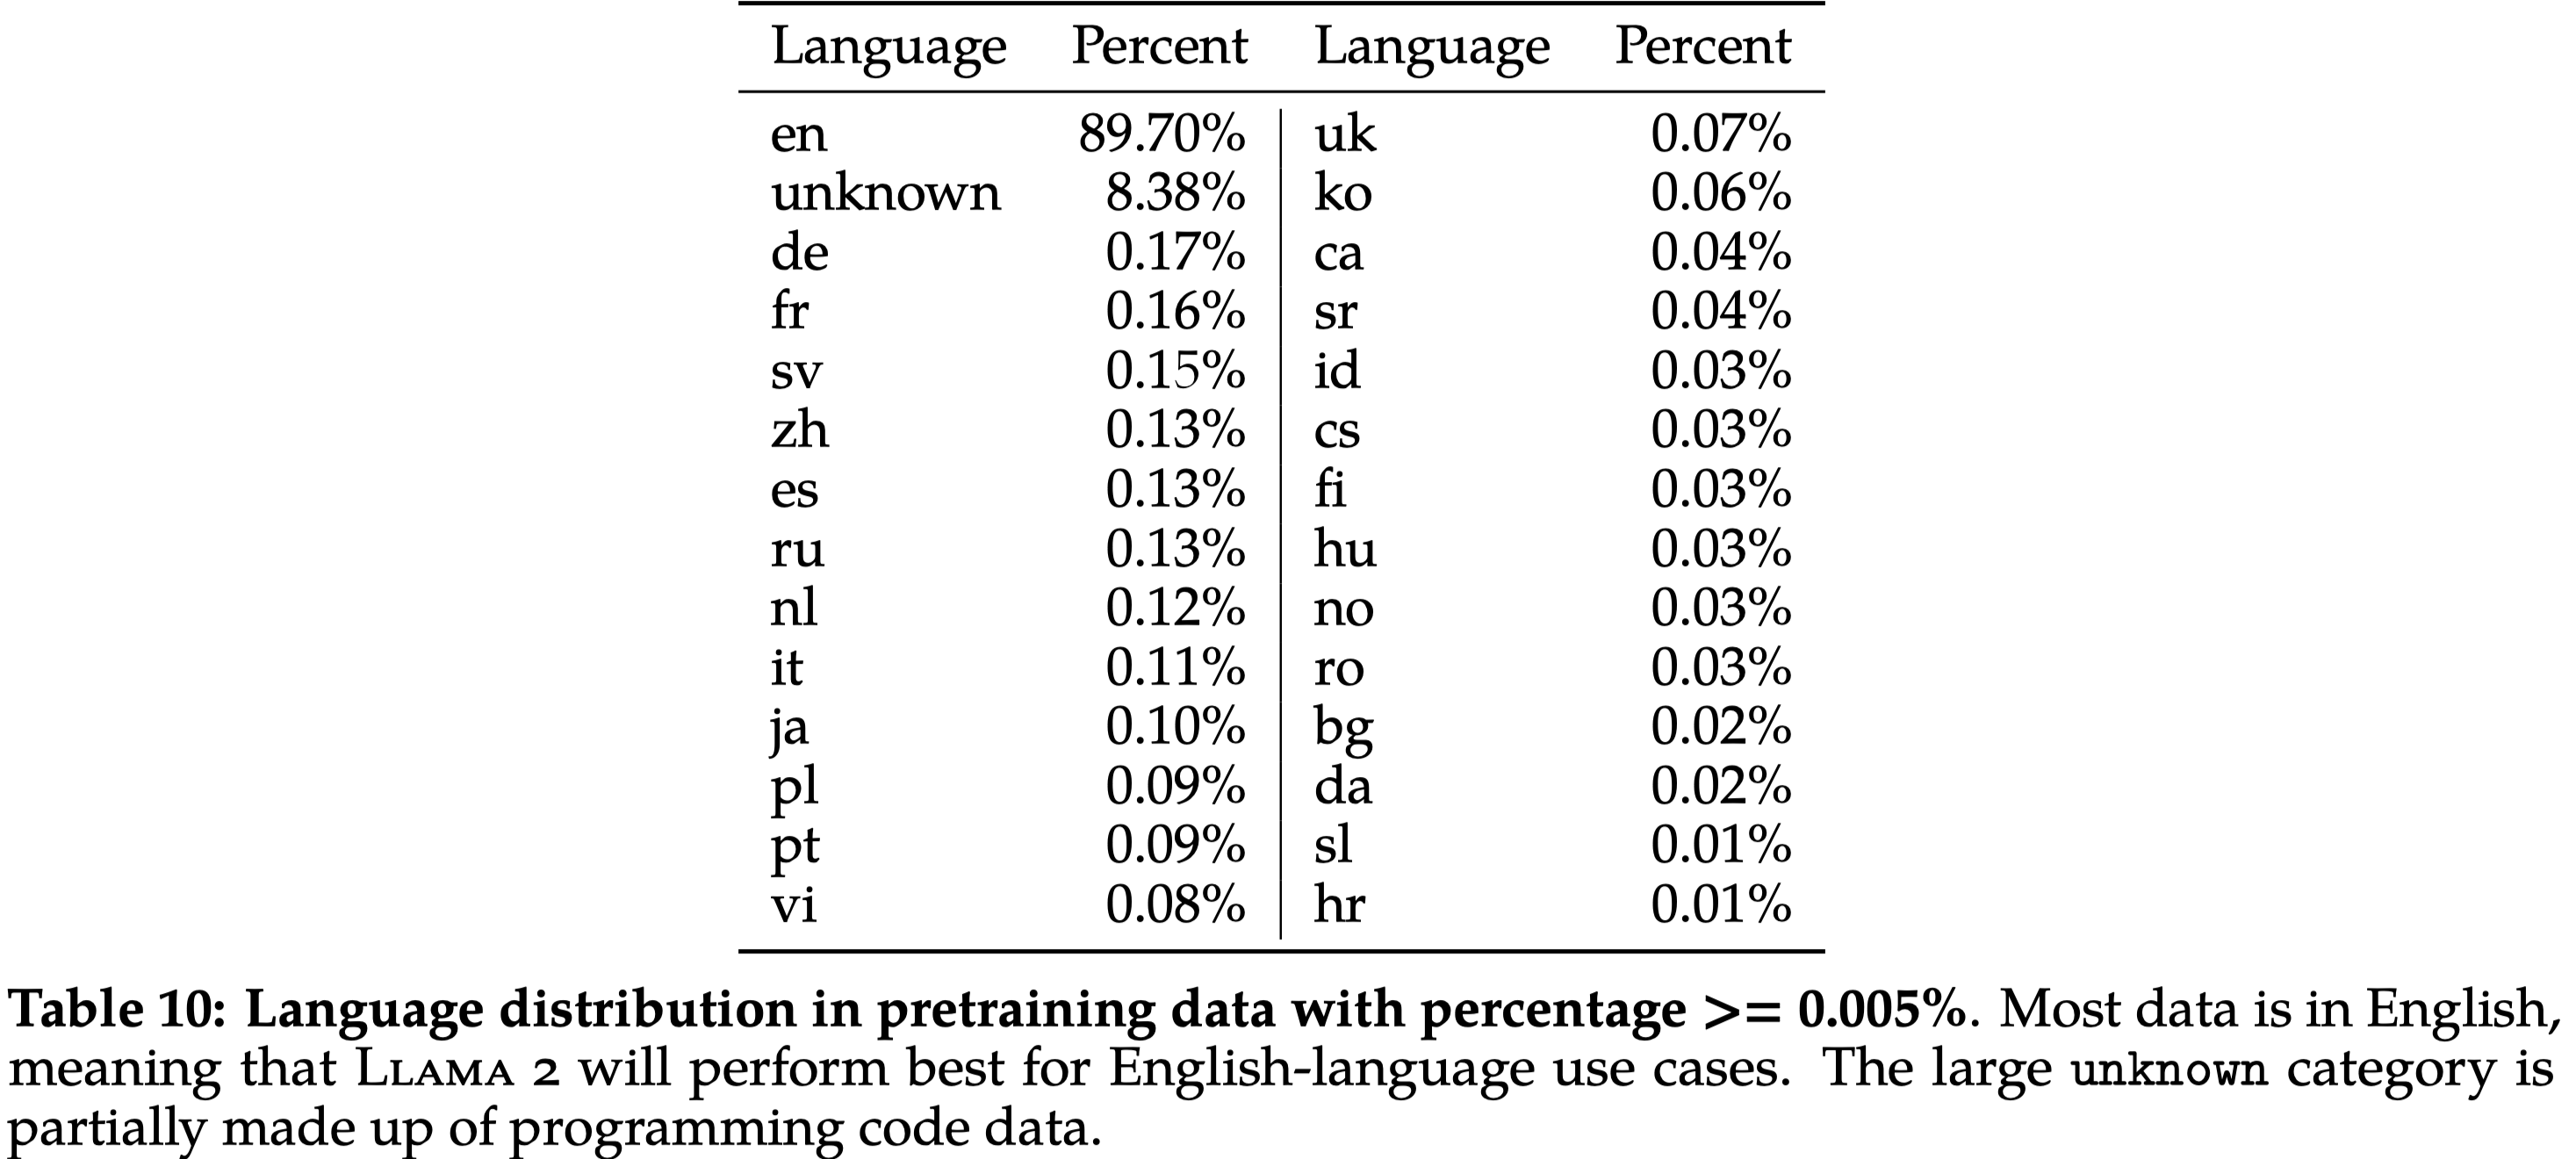 Language Percent Language Percent
en 89.70% uk 0.07%
unknown 8.38% ko 0.06%
de 0.17% ca 0.04%
fr 0.16% sr 0.04%
sv 0.15% id 0.03%
zh 0.13% cs 0.03%
es 0.13% fi 0.03%
ru 0.13% hu 0.03%
nl 0.12% no 0.03%
it 0.11% ro 0.03%
ja 0.10% bg 0.02%
pl 0.09% da 0.02%
pt 0.09% sl 0.01%
vi 0.08% hr 0.01%
Table 10: Language distribution in pretraining data with percentage >= 0.005%. Most data is in English,
meaning that LLAMA 2 will perform best for English-language use cases. The large unknown category is
partially made up of programming code data.